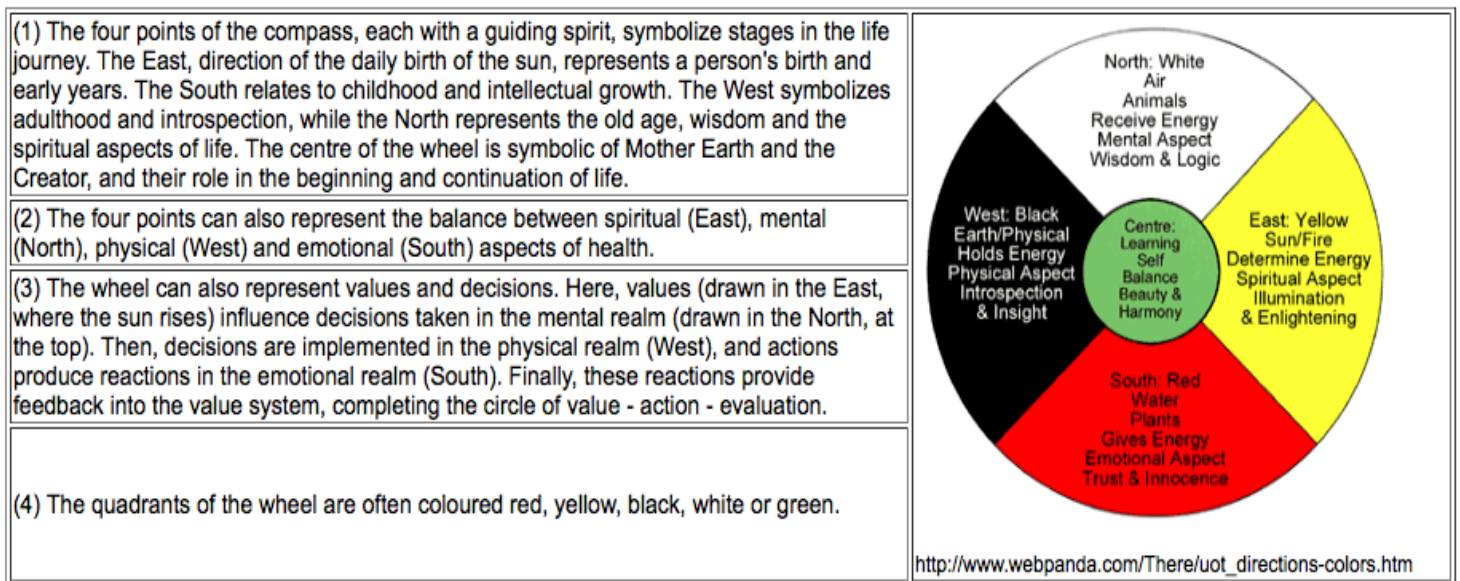 (1) The four points of the compass, each with a guiding spirit, symbolize stages in the life
journey. The East, direction of the daily birth of the sun, represents a person's birth and
early years. The South relates to childhood and intellectual growth. The West symbolizes
adulthood and introspection, while the North represents the old age, wisdom and the
spiritual aspects of life. The centre of the wheel is symbolic of Mother Earth and the
Creator, and their role in the beginning and continuation of life.
(2) The four points can also represent the balance between spiritual (East), mental
(North), physical (West) and emotional (South) aspects of health.
(3) The wheel can also represent values and decisions. Here, values (drawn in the East,
where the sun rises) influence decisions taken in the mental realm (drawn in the North, at
the top). Then, decisions are implemented in the physical realm (West), and actions
produce reactions in the emotional realm (South). Finally, these reactions provide
feedback into the value system, completing the circle of value - action - evaluation.
(4) The quadrants of the wheel are often coloured red, yellow, black, white or green.
North: White
Air
Animals
Receive Energy
Mental Aspect
Wisdom & Logic
West: Black
Earth/Physical
Holds Energy
Physical Aspect
Introspection
& Insight
Centre:
Learning
Self
Balance
Beauty &
Harmony
East: Yellow
Sun/Fire
Determine Energy
Spiritual Aspect
Illumination
& Enlightening
South: Red
Water
Plants
Gives Energy
Emotional Aspect
Trust & Innocence
http://www.webpanda.com/There/uot_directions-colors.htm